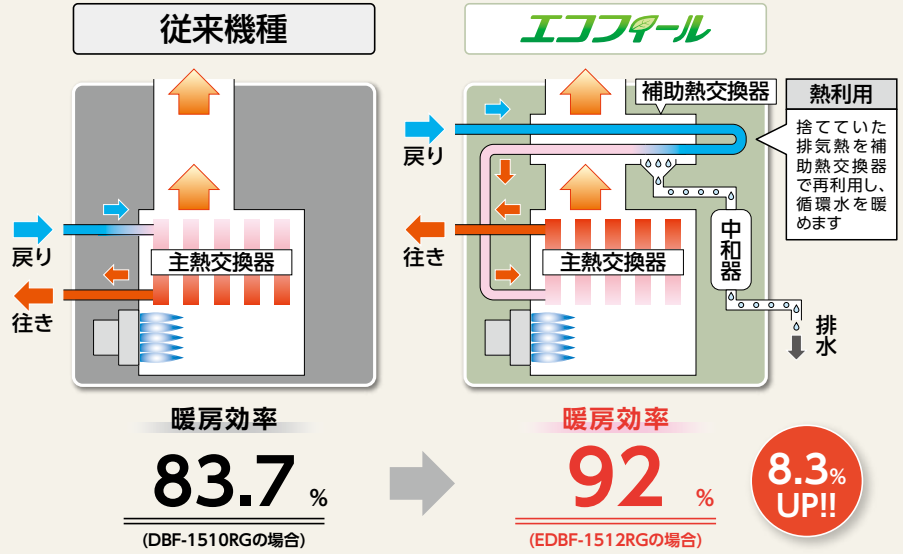 従来機種
戻り
往き
主熱交換器
暖房効率
83.7 %
(DBF-1510RGの場合)
エコフィール
補助熱交換器
戻り
往き
主熱交換器
熱利用
捨てていた
排気熱を補
助熱交換器
で再利用し、
循環水を暖
めます
中和器
排水
暖房効率
92 %
(EDBF-1512RGの場合)
8.3%
UP!!